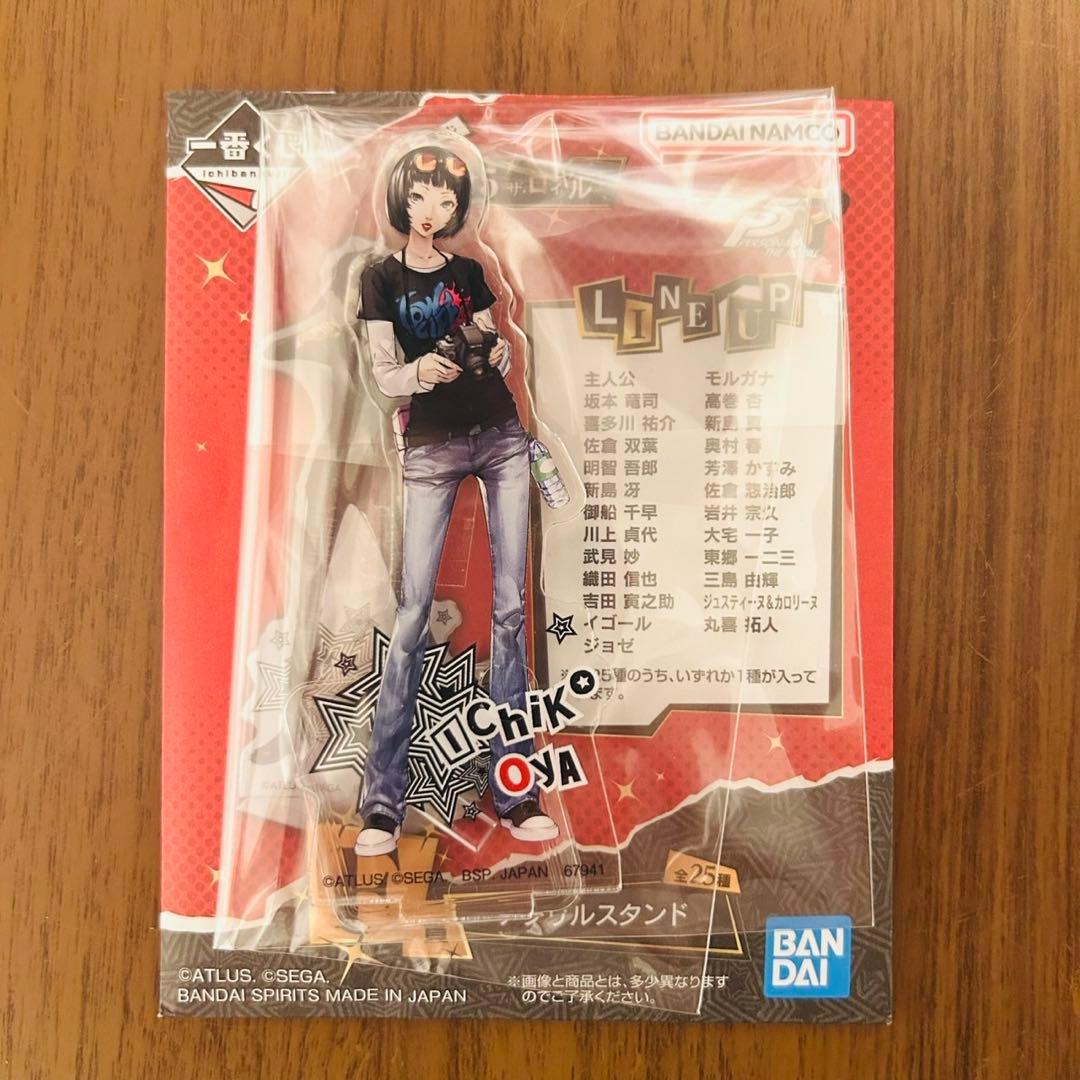 一番く
ichiban
BANDAI NAMCO
5 ザ・ロイヤル
P5R
PERSONA5
THE ROYAL
LINE UP
主人公 モルガナ
坂本 竜司 高巻 杏
喜多川 祐介 新島 真
佐倉 双葉 奥村 春
明智 吾郎 芳澤 かすみ
新島 冴 佐倉 惣治郎
御船 千早 岩井 宗久
川上 貞代 大宅 一子
武見 妙 東郷 一二三
織田 信也 三島 由輝
吉田 寅之助 ジュスティーヌ&カロリーヌ
イゴール 丸喜 拓人
ジョゼ
※ 25種のうち、いずれか1種が入って
ます。
IChiKo
OyA
©ATLUS ©SEGA. BSP. JAPAN 67941
©ATLUS. GA
全25種
アクリルスタンド
BAN
DAI
©ATLUS. ©SEGA.
BANDAI SPIRITS MADE IN JAPAN
※画像と商品とは、多少異なります
のでご了承ください。